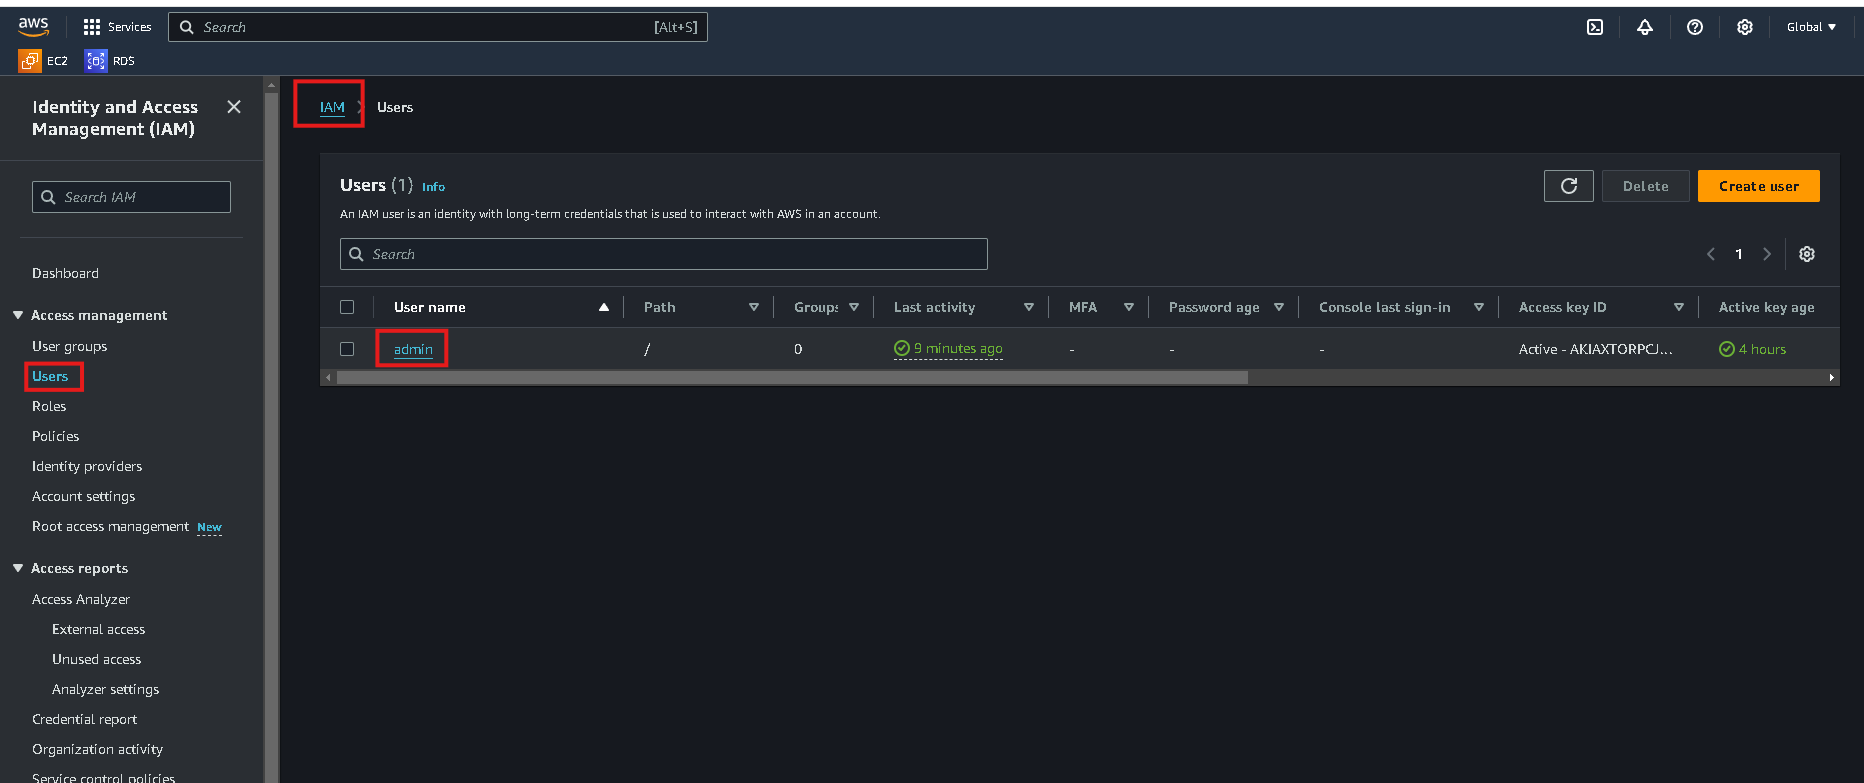 aws
Services
Search
[Alt+S]
Global
EC2
RDS
Identity and Access
Management (IAM)
Search IAM
Dashboard
Access management
User groups
Users
Roles
Policies
Identity providers
Account settings
Root access management New
Access reports
Access Analyzer
External access
Unused access
Analyzer settings
Credential report
Organization activity
Service control policies
IAM > Users
Users (1) Info
Delete
Create user
An IAM user is an identity with long-term credentials that is used to interact with AWS in an account.
Search
< 1 >
User name Path Groups Last activity MFA Password age Console last sign-in Access key ID Active key age
admin / 0 9 minutes ago - - - Active - AKIAXTORPCJ... 4 hours